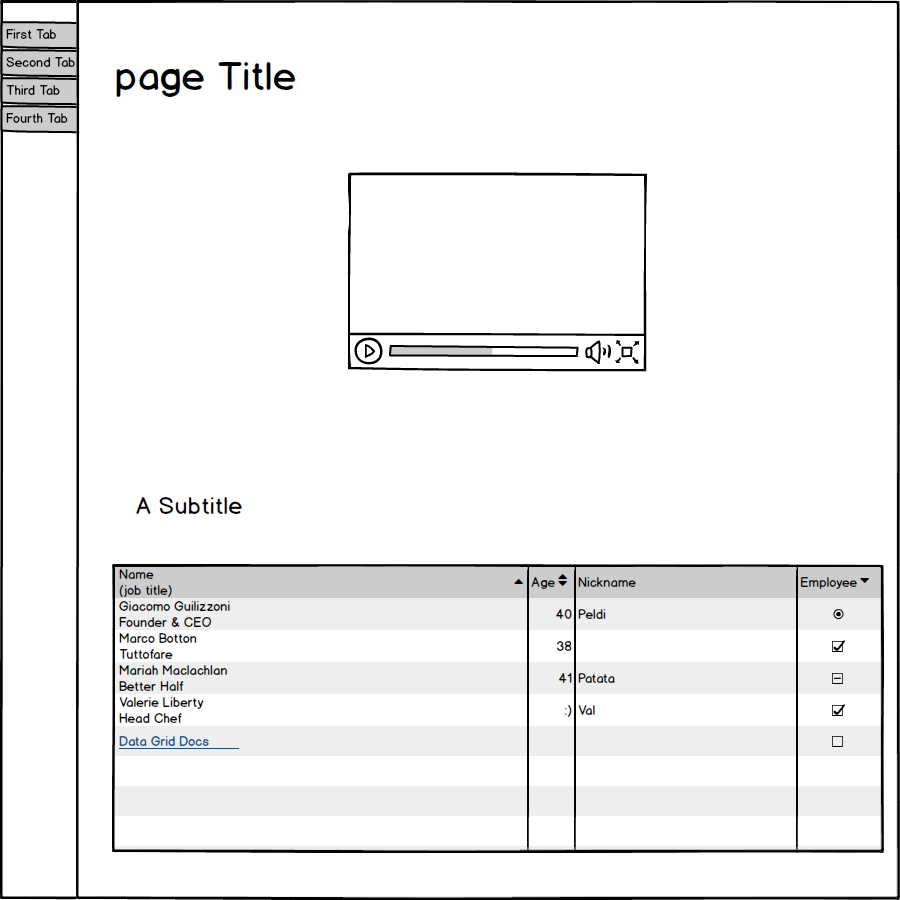 First Tab
Second Tab
Third Tab
Fourth Tab
page Title
A Subtitle
Name
(job title)
Age
Nickname
Employee
Giacomo Guilizzoni
Founder & CEO
40
Peldi
Marco Botton
Tuttofare
38
Mariah Maclachlan
Better Half
41
Patata
Valerie Liberty
Head Chef
:)
Val
Data Grid Docs